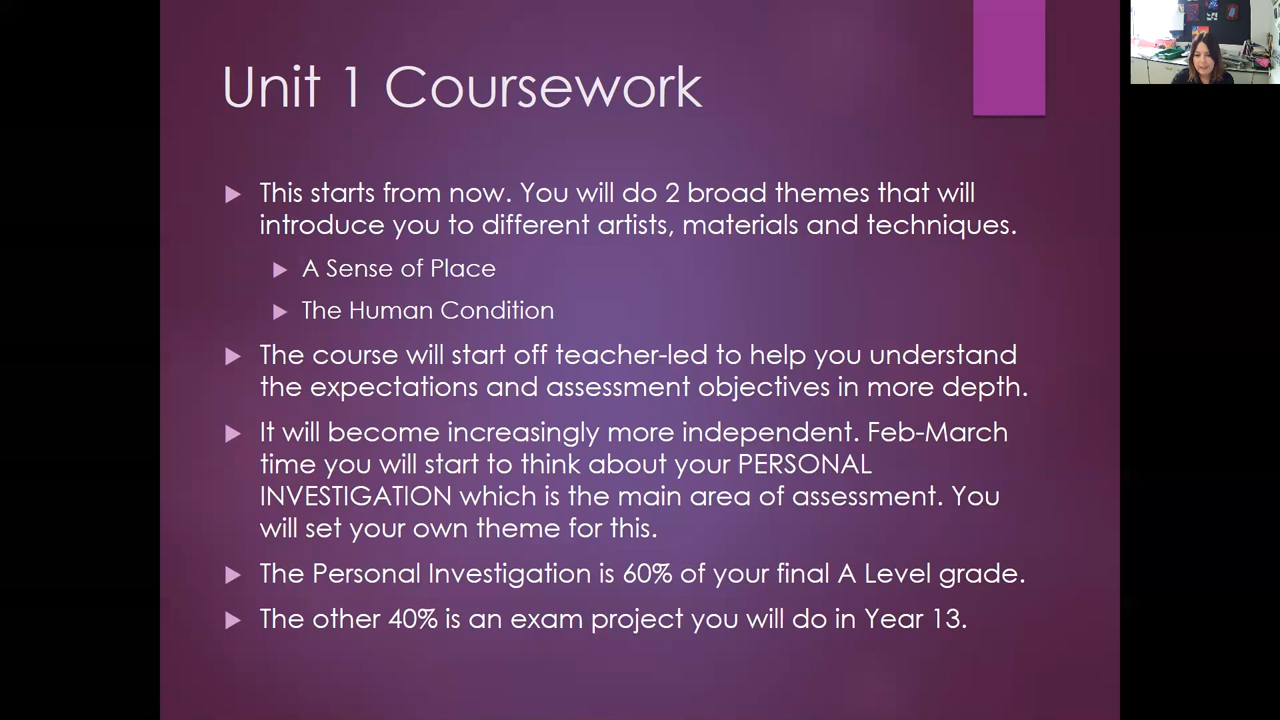 Unit 1 Coursework
This starts from now. You will do 2 broad themes that will
introduce you to different artists, materials and techniques.
A Sense of Place
The Human Condition
The course will start off teacher-led to help you understand
the expectations and assessment objectives in more depth.
It will become increasingly more independent. Feb-March
time you will start to think about your PERSONAL
INVESTIGATION which is the main area of assessment. You
will set your own theme for this.
The Personal Investigation is 60% of your final A Level grade.
The other 40% is an exam project you will do in Year 13.